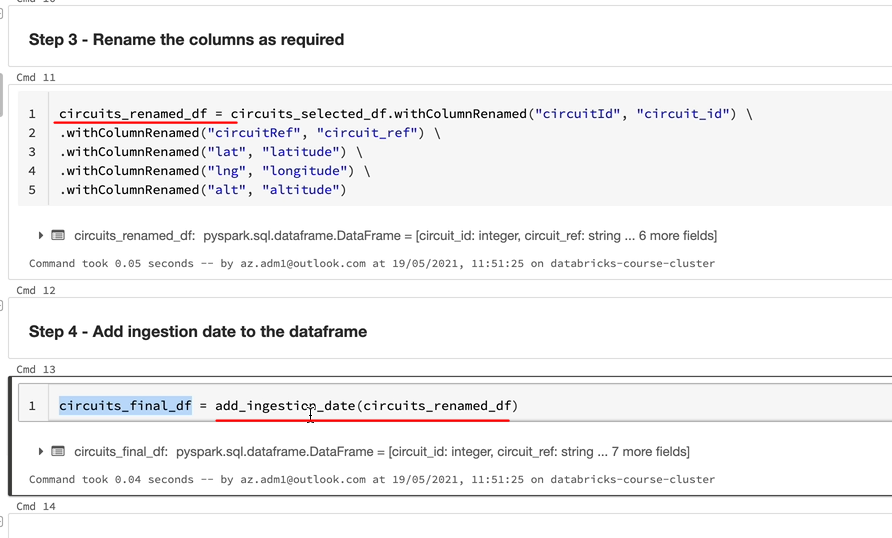 Step 3 - Rename the columns as required
Cmd 11
1 circuits_renamed_df = circuits_selected_df.withColumnRenamed("circuitId", "circuit_id") \
2 .withColumnRenamed("circuitRef", "circuit_ref") \
3 .withColumnRenamed("lat", "latitude") \
4 .withColumnRenamed("lng", "longitude") \
5 .withColumnRenamed("alt", "altitude")
circuits_renamed_df: pyspark.sql.dataframe.DataFrame = [circuit_id: integer, circuit_ref: string ... 6 more fields]
Command took 0.05 seconds -- by az.adm1@outlook.com at 19/05/2021, 11:51:25 on databricks-course-cluster
Cmd 12
Step 4 - Add ingestion date to the dataframe
Cmd 13
1 circuits_final_df = add_ingestion_date(circuits_renamed_df)
circuits_final_df: pyspark.sql.dataframe.DataFrame = [circuit_id: integer, circuit_ref: string ... 7 more fields]
Command took 0.04 seconds -- by az.adm1@outlook.com at 19/05/2021, 11:51:25 on databricks-course-cluster
Cmd 14